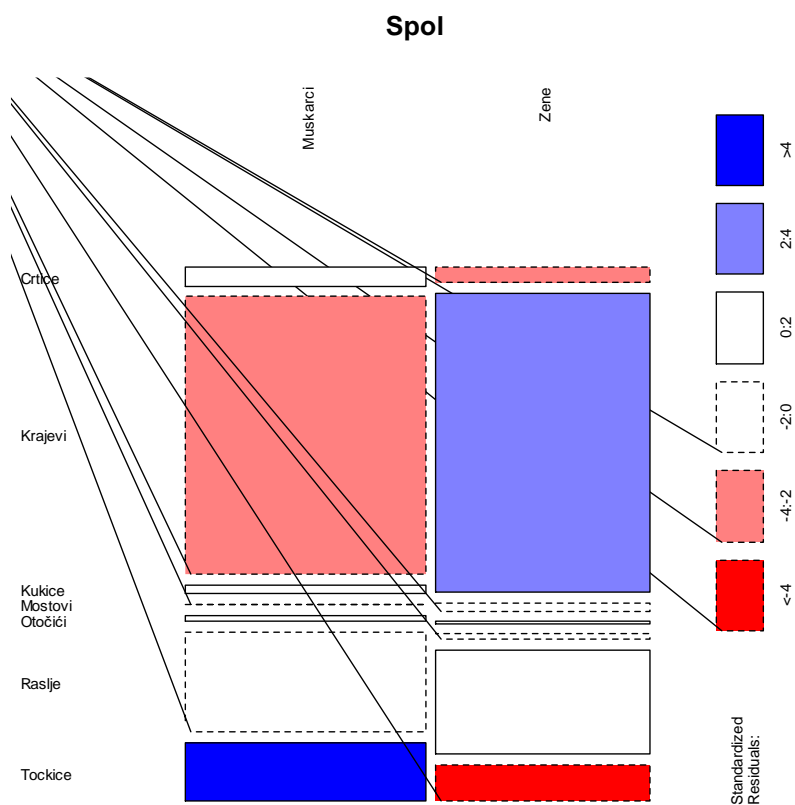 Spol
Muskarci
Zene
Crtice
Krajevi
Kukice
Mostovi
Otočići
Raslje
Tockice
>4
2:4
0:2
-2:0
-4:-2
<-4
Standardized
Residuals: